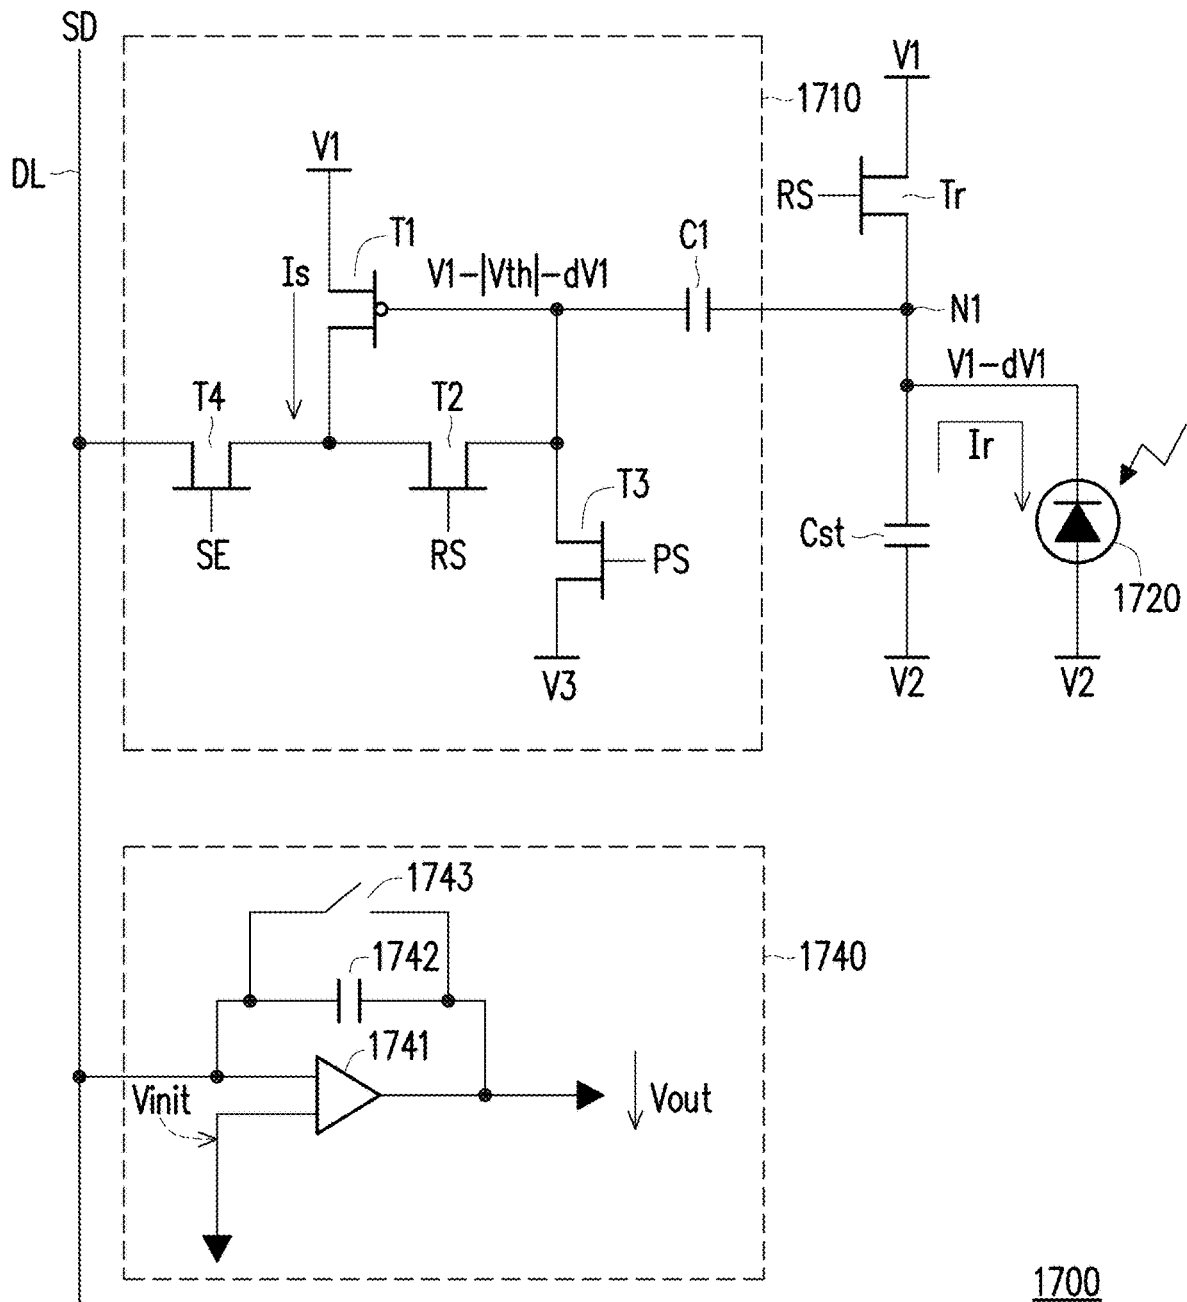 SD
V1
1710
V1
DL
RS
Tr
T1
C1
Is
V1-|Vth|-dV1
N1
V1-dV1
T4
T2
Ir
T3
Cst
SE
RS
PS
1720
V3
V2
V2
1743
1742
1740
1741
Vinit
Vout
1700